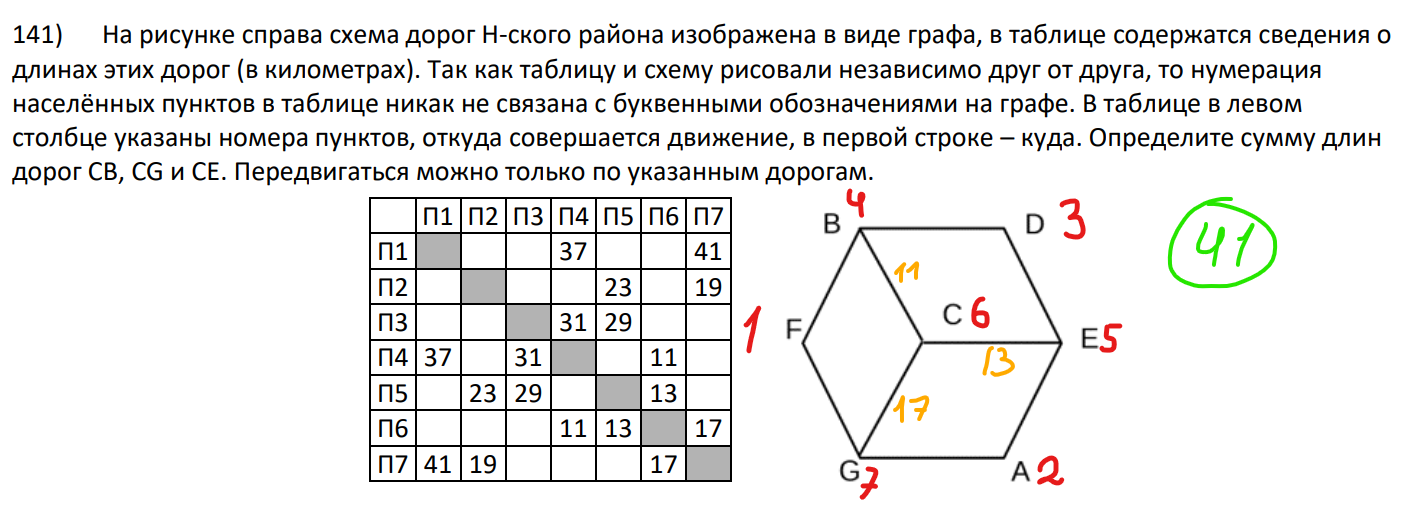 141) На рисунке справа схема дорог Н-ского района изображена в виде графа, в таблице содержатся сведения о
длинах этих дорог (в километрах). Так как таблицу и схему рисовали независимо друг от друга, то нумерация
населённых пунктов в таблице никак не связана с буквенными обозначениями на графе. В таблице в левом
столбце указаны номера пунктов, откуда совершается движение, в первой строке – куда. Определите сумму длин
дорог CB, CG и CE. Передвигаться можно только по указанным дорогам.
П1 П2 П3 П4 П5 П6 П7
П1 37 41
П2 23 19
П3 31 29
П4 37 31 11
П5 23 29 13
П6 11 13 17
П7 41 19 17
B 4
D 3
11
C 6
1 F
E 5
13
17
G 7
A 2
41